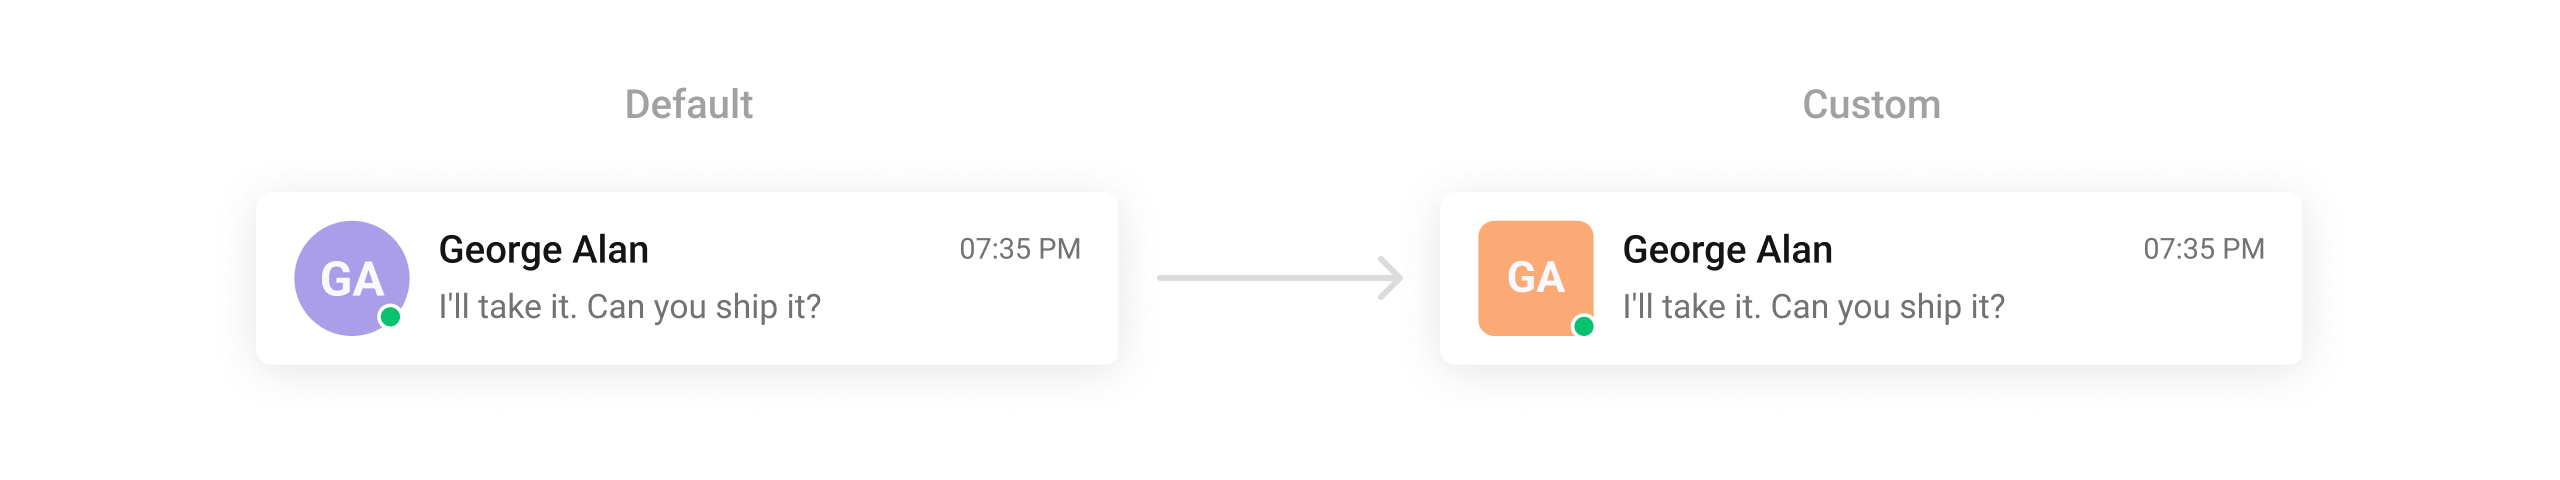 Default
Custom
GA
George Alan
07:35 PM
I'll take it. Can you ship it?
GA
George Alan
07:35 PM
I'll take it. Can you ship it?